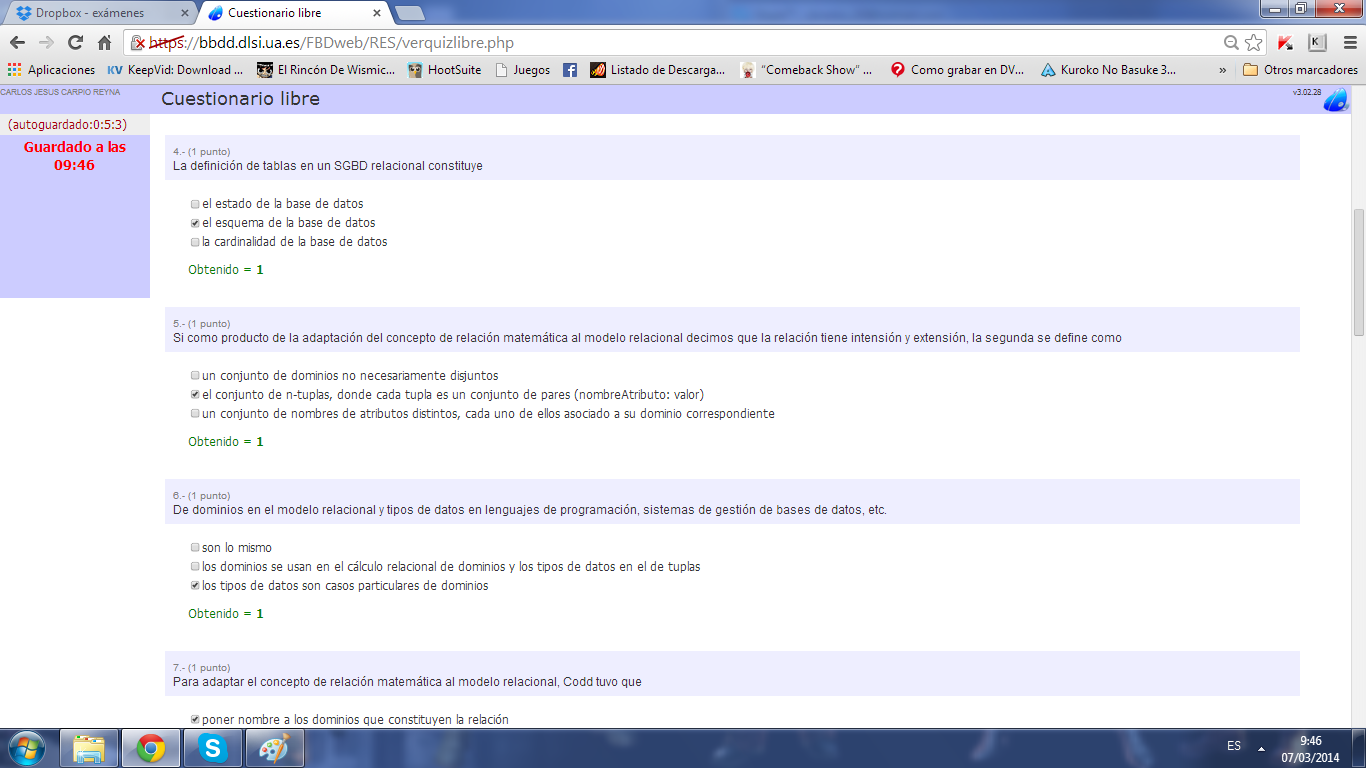 Dropbox - exámenes
Cuestionario libre
https://bbdd.dlsi.ua.es/FBDweb/RES/verquizlibre.php
Aplicaciones
KV KeepVid: Download ...
El Rincón De Wismic...
HootSuite
Juegos
Listado de Descarga...
"Comeback Show" ...
Como grabar en DV...
Kuroko No Basuke 3...
»
Otros marcadores
CARLOS JESUS CARPIO REYNA
Cuestionario libre
v3.02.28
(autoguardado:0:5:3)
Guardado a las
09:46
4.- (1 punto)
La definición de tablas en un SGBD relacional constituye
el estado de la base de datos
el esquema de la base de datos
la cardinalidad de la base de datos
Obtenido = 1
5.- (1 punto)
Si como producto de la adaptación del concepto de relación matemática al modelo relacional decimos que la relación tiene intensión y extensión, la segunda se define como
un conjunto de dominios no necesariamente disjuntos
el conjunto de n-tuplas, donde cada tupla es un conjunto de pares (nombreAtributo: valor)
un conjunto de nombres de atributos distintos, cada uno de ellos asociado a su dominio correspondiente
Obtenido = 1
6.- (1 punto)
De dominios en el modelo relacional y tipos de datos en lenguajes de programación, sistemas de gestión de bases de datos, etc.
son lo mismo
los dominios se usan en el cálculo relacional de dominios y los tipos de datos en el de tuplas
los tipos de datos son casos particulares de dominios
Obtenido = 1
7.- (1 punto)
Para adaptar el concepto de relación matemática al modelo relacional, Codd tuvo que
poner nombre a los dominios que constituyen la relación
ES
9:46
07/03/2014